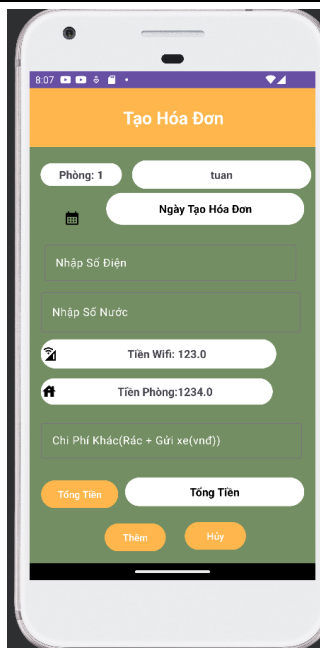 8:07
Tạo Hóa Đơn
Phòng: 1
tuan
Ngày Tạo Hóa Đơn
Nhập Số Điện
Nhập Số Nước
Tiền Wifi: 123.0
Tiền Phòng:1234.0
Chi Phí Khác(Rác + Gửi xe(vnđ))
Tổng Tiền
Tổng Tiền
Thêm
Hủy